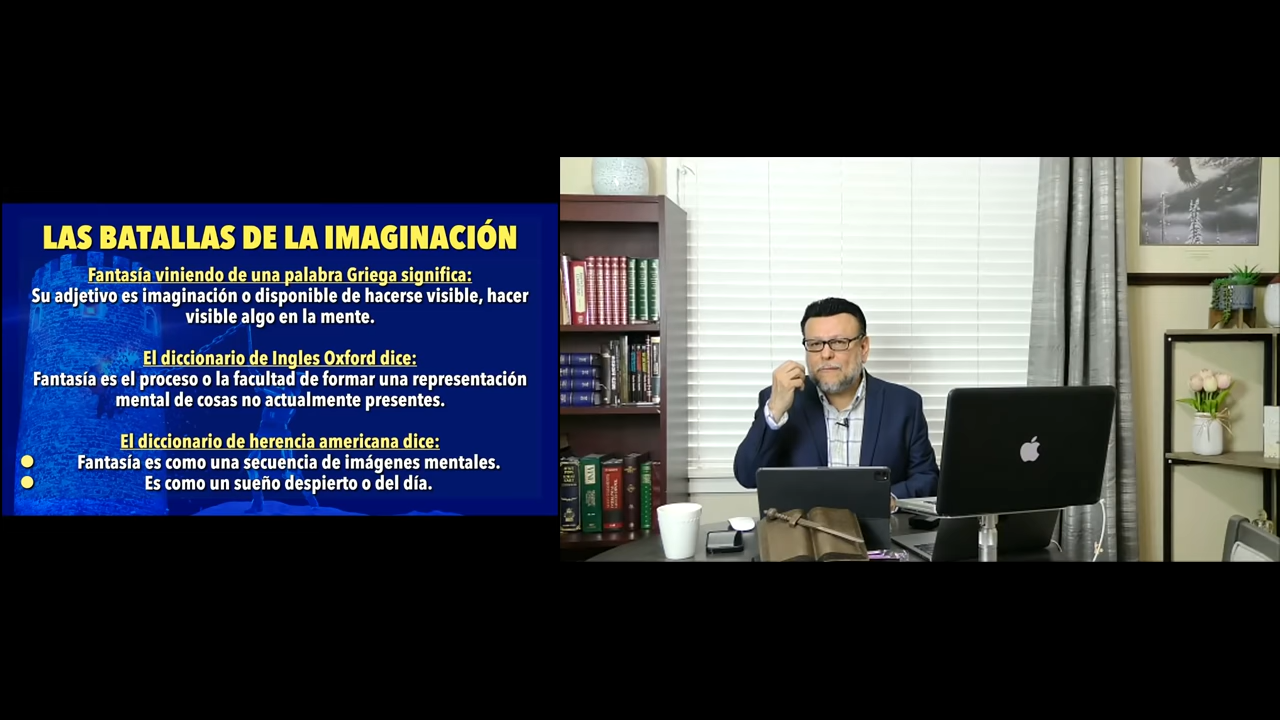 LAS BATALLAS DE LA IMAGINACIÓN
Fantasía viniendo de una palabra Griega significa:
Su adjetivo es imaginación o disponible de hacerse visible, hacer
visible algo en la mente.
El diccionario de Ingles Oxford dice:
Fantasía es el proceso o la facultad de formar una representación
mental de cosas no actualmente presentes.
El diccionario de herencia americana dice:
Fantasía es como una secuencia de imágenes mentales.
Es como un sueño despierto o del día.